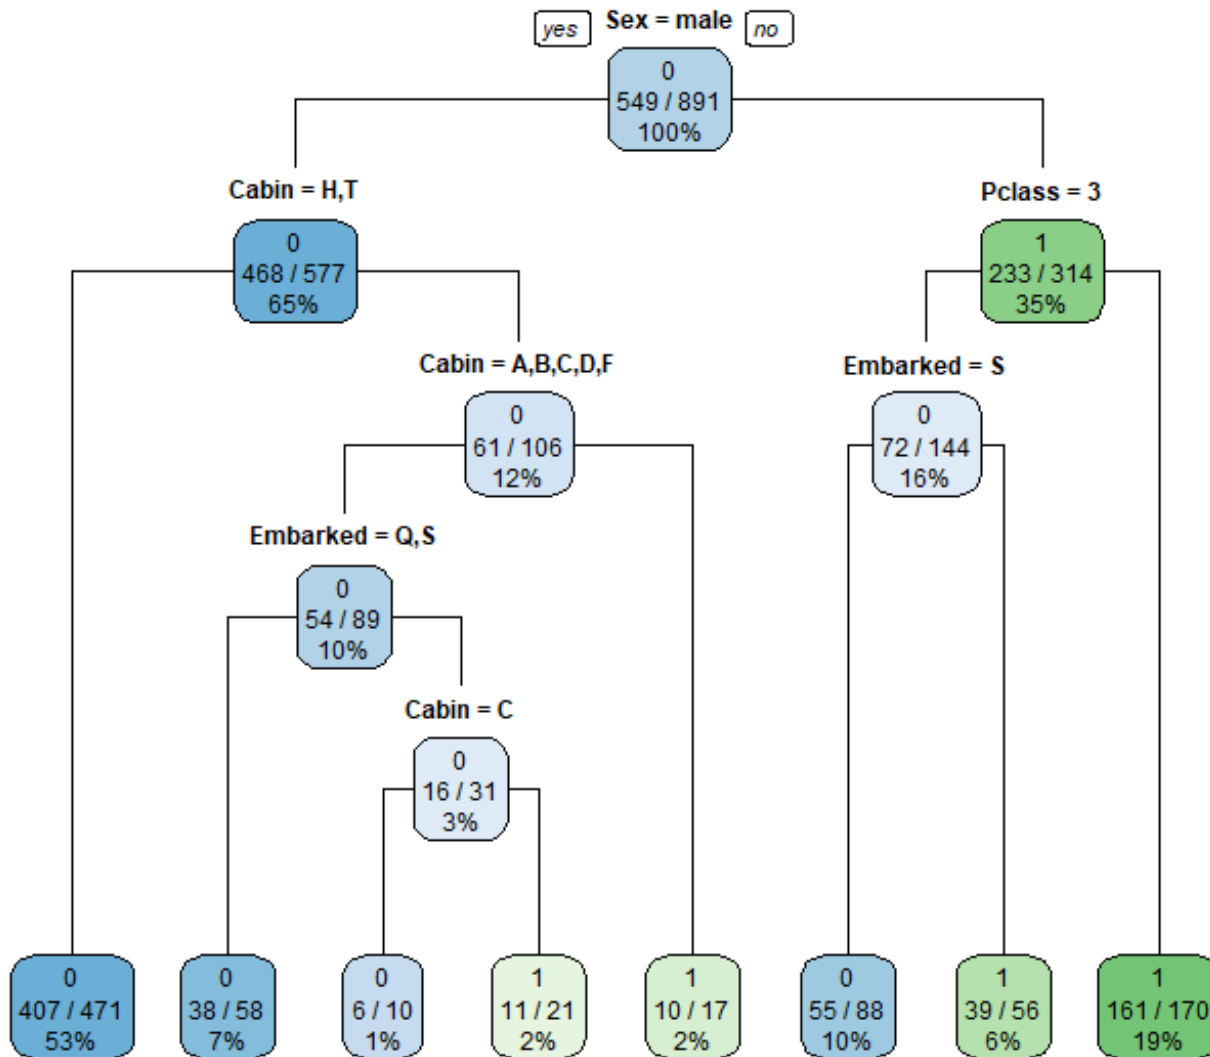 yes Sex = male no
0
549 / 891
100%
Cabin = H,T
Pclass = 3
0
468 / 577
65%
1
233 / 314
35%
Cabin = A,B,C,D,F
Embarked = S
0
61 / 106
12%
0
72 / 144
16%
Embarked = Q,S
0
54 / 89
10%
Cabin = C
0
16 / 31
3%
0
407 / 471
53%
0
38 / 58
7%
0
6 / 10
1%
1
11 / 21
2%
1
10 / 17
2%
0
55 / 88
10%
1
39 / 56
6%
1
161 / 170
19%